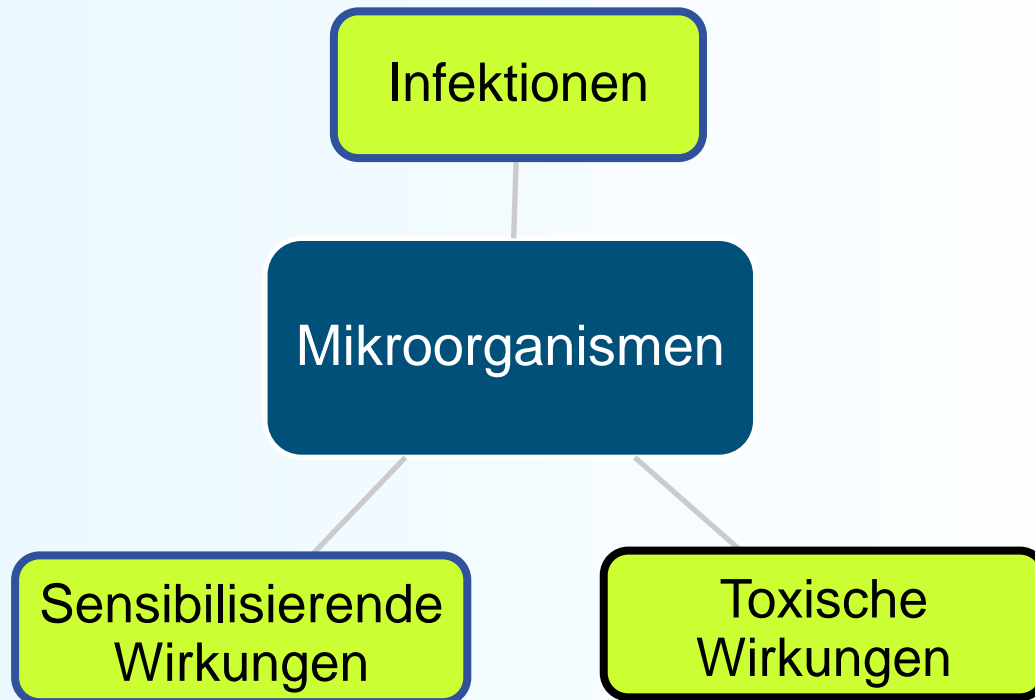 Infektionen
Mikroorganismen
Sensibilisierende
Wirkungen
Toxische
Wirkungen